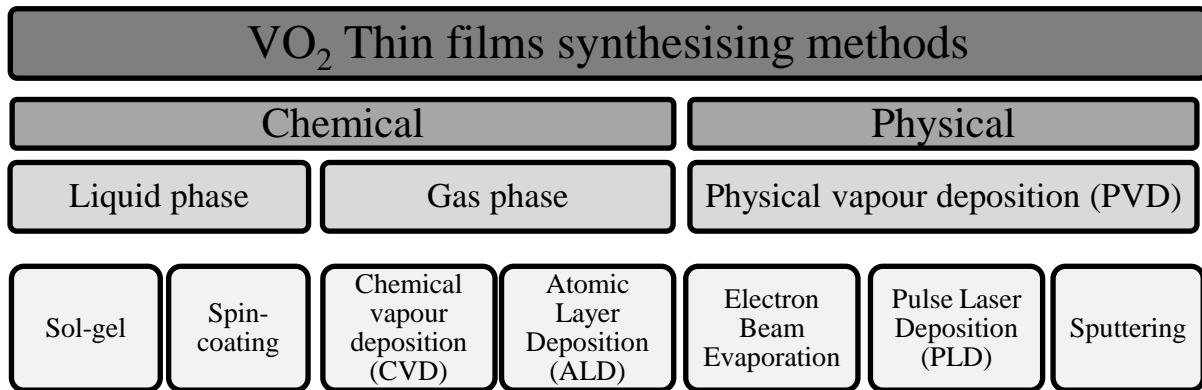 VO₂ Thin films synthesising methods
Chemical
Physical
Liquid phase
Gas phase
Physical vapour deposition (PVD)
Sol-gel
Spin-
coating
Chemical
vapour
deposition
(CVD)
Atomic
Layer
Deposition
(ALD)
Electron
Beam
Evaporation
Pulse Laser
Deposition
(PLD)
Sputtering